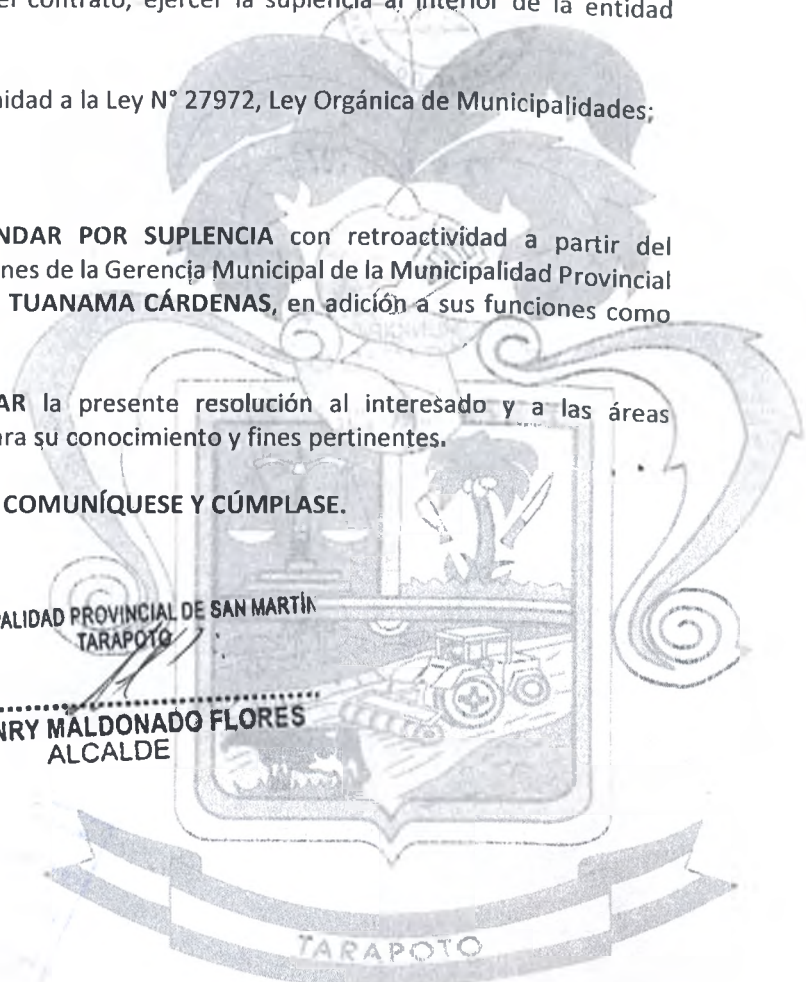 el contrato, ejercer la suplencia al interior de la entidad
nidad a la Ley N° 27972, Ley Orgánica de Municipalidades;
NDAR POR SUPLENCIA con retroactividad a partir del
nes de la Gerencia Municipal de la Municipalidad Provincial
TUANAMA CÁRDENAS, en adición a sus funciones como
AR la presente resolución al interesado y a las áreas
ara su conocimiento y fines pertinentes.
COMUNÍQUESE Y CÚMPLASE.
PALIDAD PROVINCIAL DE SAN MARTÍN
TARAPOTO
NRY MALDONADO FLORES
ALCALDE
TARAPOTO